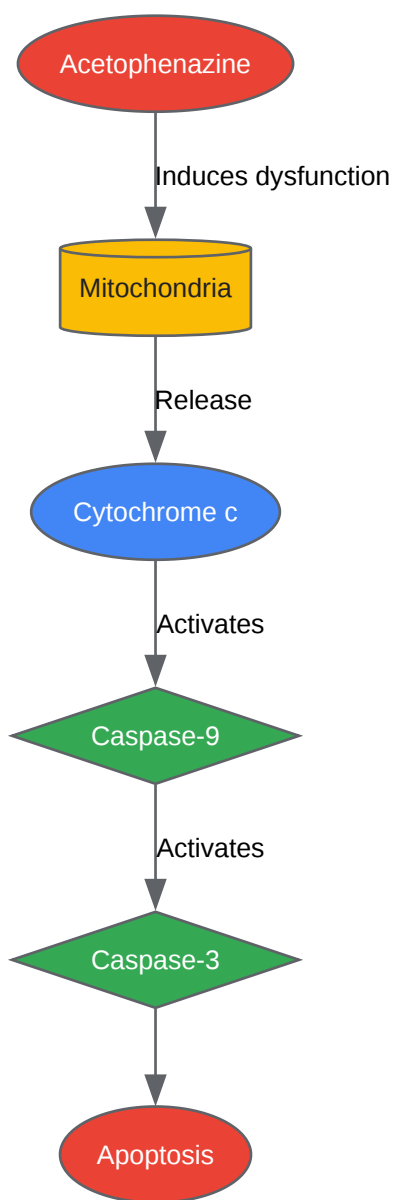 Acetophenazine
Induces dysfunction
Mitochondria
Release
Cytochrome c
Activates
Caspase-9
Activates
Caspase-3
Apoptosis